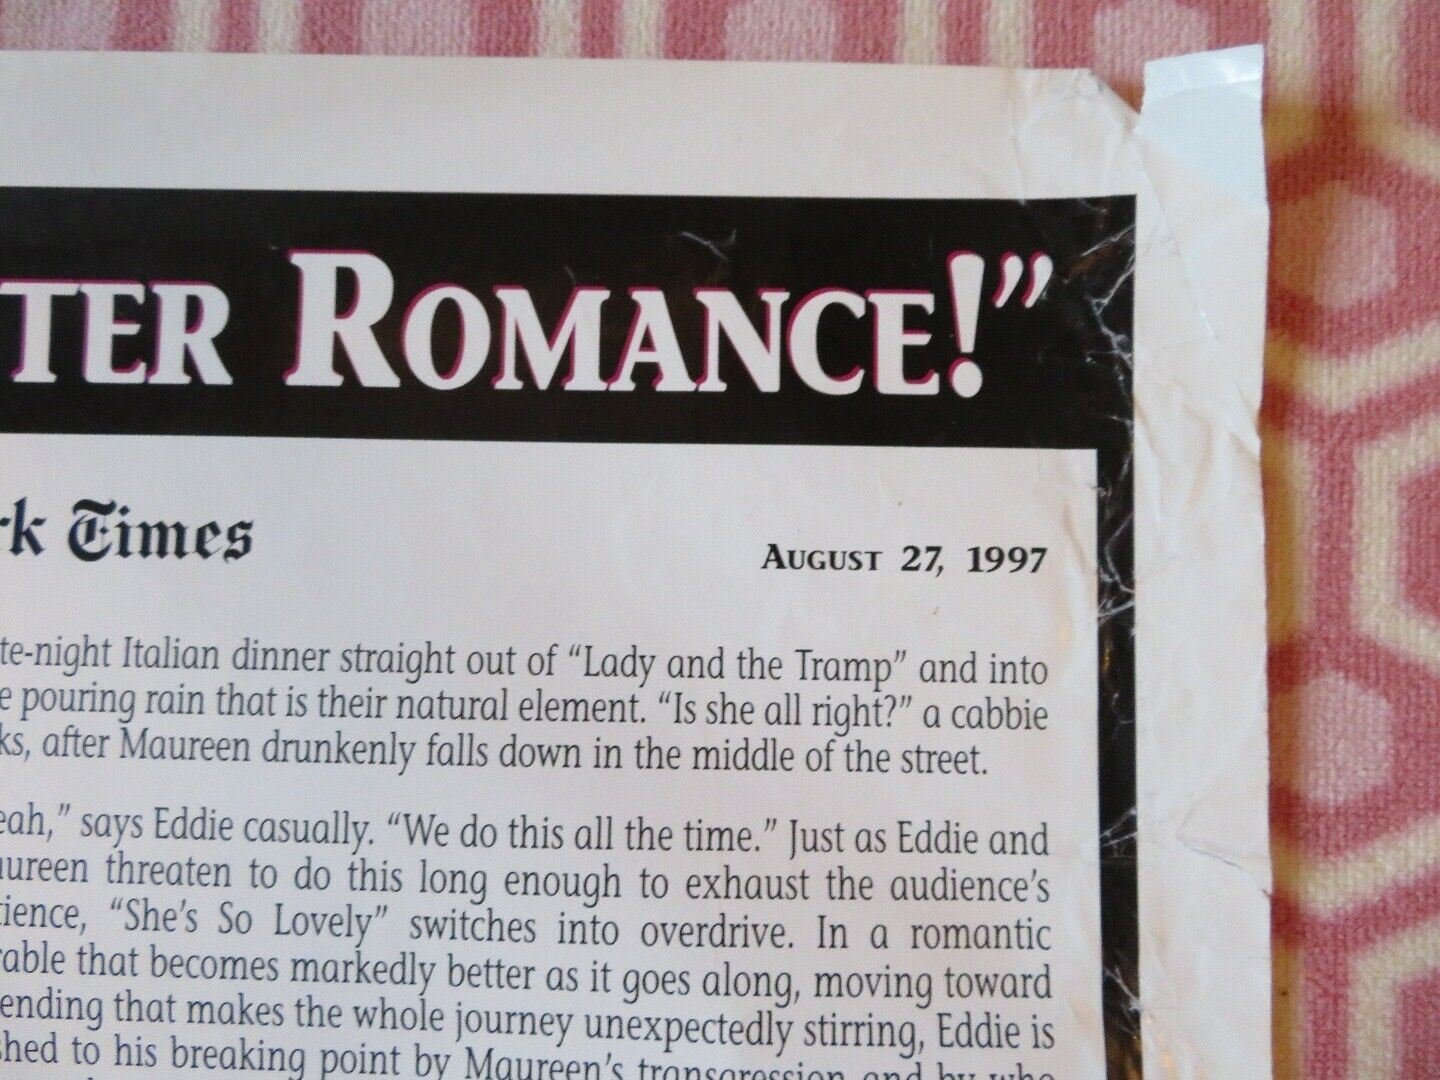 TER ROMANCE!”
rk Times
AUGUST 27, 1997
te-night Italian dinner straight out of “Lady and the Tramp” and into
e pouring rain that is their natural element. “Is she all right?” a cabbie
ks, after Maureen drunkenly falls down in the middle of the street.
eah,” says Eddie casually. “We do this all the time.” Just as Eddie and
ureen threaten to do this long enough to exhaust the audience’s
tience, “She’s So Lovely” switches into overdrive. In a romantic
rable that becomes markedly better as it goes along, moving toward
ending that makes the whole journey unexpectedly stirring, Eddie is
shed to his breaking point by Maureen’s transgression and by who